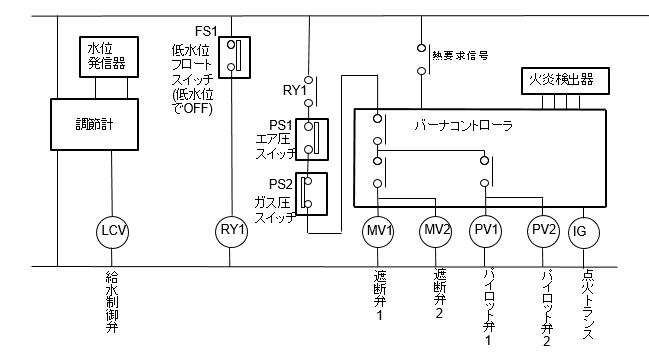 FS1
低水位
フロート
スイッチ
(低水位
でOFF)
水位
発信器
調節計
LCV
給水制御弁
RY1
RY1
PS1
エア圧
スイッチ
PS2
ガス圧
スイッチ
熱要求信号
火炎検出器
バーナコントローラ
MV1
MV2
PV1
PV2
IG
遮断弁1
遮断弁2
パイロット弁1
パイロット弁2
点火トランス